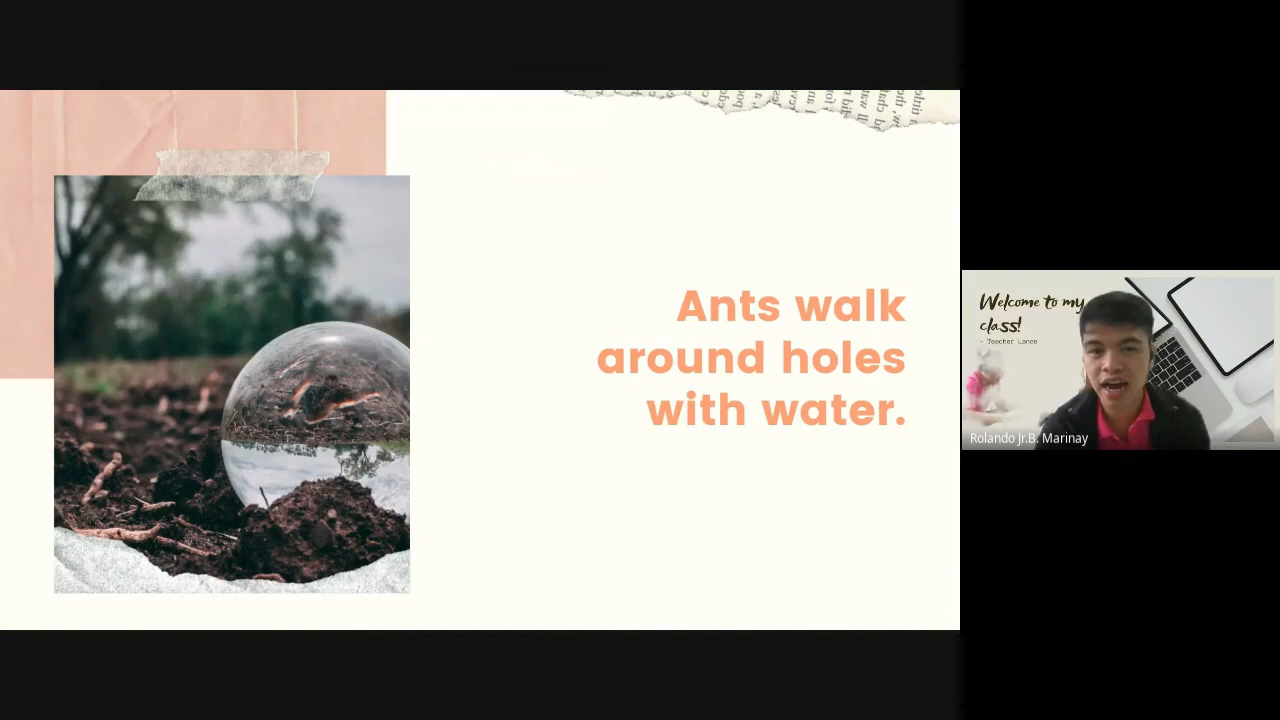 Ants walk
around holes
with water.
Welcome to my
class!
- Teacher Lance
Rolando Jr.B. Marinay